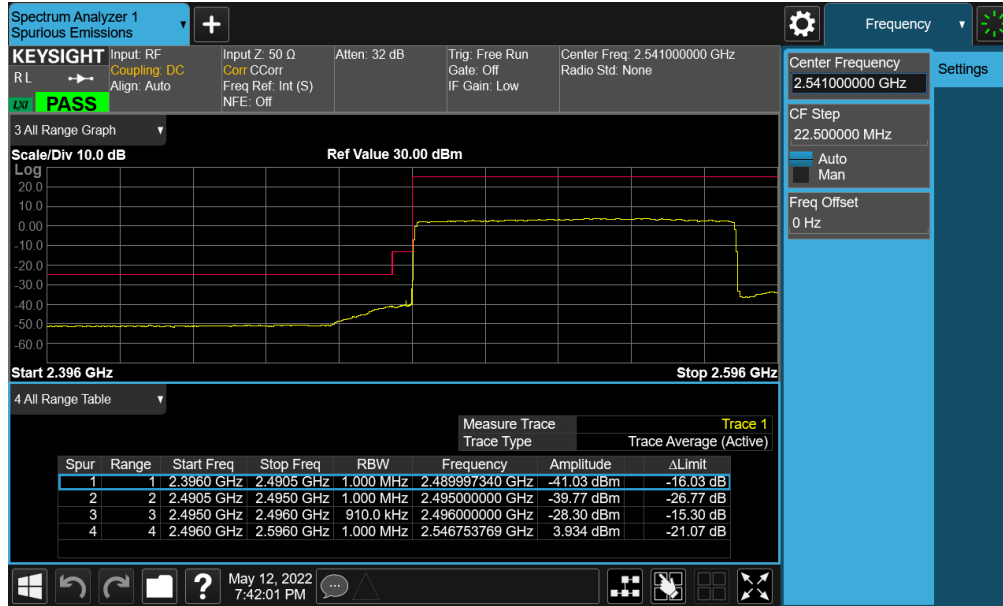 Spectrum Analyzer 1
Spurious Emissions
+
Frequency
KEYSIGHT
R L
LXI
PASS
Input: RF
Coupling: DC
Align: Auto
Input Z: 50 Ω
Corr CCorr
Freq Ref: Int (S)
NFE: Off
Atten: 32 dB
Trig: Free Run
Gate: Off
IF Gain: Low
Center Freq: 2.541000000 GHz
Radio Std: None
Center Frequency
2.541000000 GHz
Settings
CF Step
22.500000 MHz
Auto
Man
Freq Offset
0 Hz
3 All Range Graph
Scale/Div 10.0 dB
Ref Value 30.00 dBm
Log
20.0
10.0
0.00
-10.0
-20.0
-30.0
-40.0
-50.0
-60.0
Start 2.396 GHz
Stop 2.596 GHz
4 All Range Table
Measure Trace Trace 1
Trace Type Trace Average (Active)
Spur Range Start Freq Stop Freq RBW Frequency Amplitude ΔLimit
1 1 2.3960 GHz 2.4905 GHz 1.000 MHz 2.489997340 GHz -41.03 dBm -16.03 dB
2 2 2.4905 GHz 2.4950 GHz 1.000 MHz 2.495000000 GHz -39.77 dBm -26.77 dB
3 3 2.4950 GHz 2.4960 GHz 910.0 kHz 2.496000000 GHz -28.30 dBm -15.30 dB
4 4 2.4960 GHz 2.5960 GHz 1.000 MHz 2.546753769 GHz 3.934 dBm -21.07 dB
?
May 12, 2022
7:42:01 PM